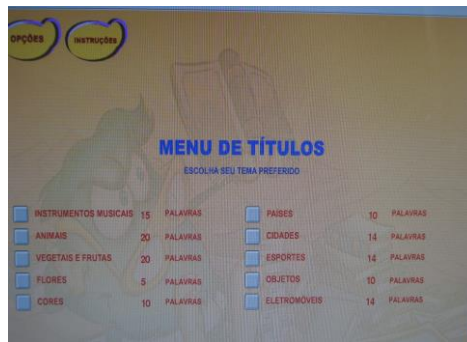 OPÇÕES
INSTRUÇÕES
MENU DE TÍTULOS
ESCOLHA SEU TEMA PREFERIDO
INSTRUMENTOS MUSICAIS 15 PALAVRAS
ANIMAIS 20 PALAVRAS
VEGETAIS E FRUTAS 20 PALAVRAS
FLORES 5 PALAVRAS
CORES 10 PALAVRAS
PAÍSES 10 PALAVRAS
CIDADES 14 PALAVRAS
ESPORTES 14 PALAVRAS
OBJETOS 10 PALAVRAS
ELETROMÓVEIS 14 PALAVRAS